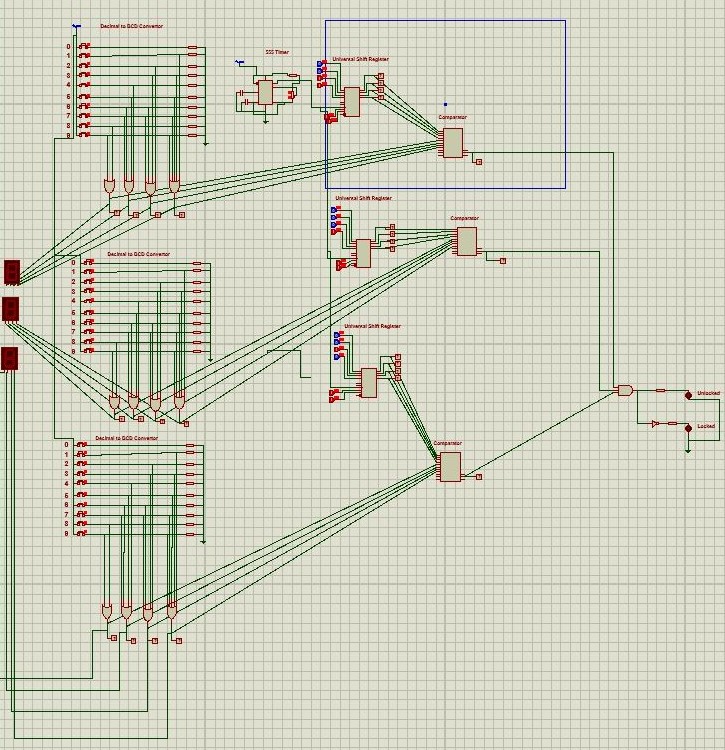 Decimal to BCD Convertor
0
1
2
3
4
5
6
7
8
9
555 Timer
Universal Shift Register
Comparator
Decimal to BCD Convertor
0
1
2
3
4
5
6
7
8
9
Universal Shift Register
Comparator
Universal Shift Register
Decimal to BCD Convertor
0
1
2
3
4
5
6
7
8
9
Comparator
Unlocked
Locked